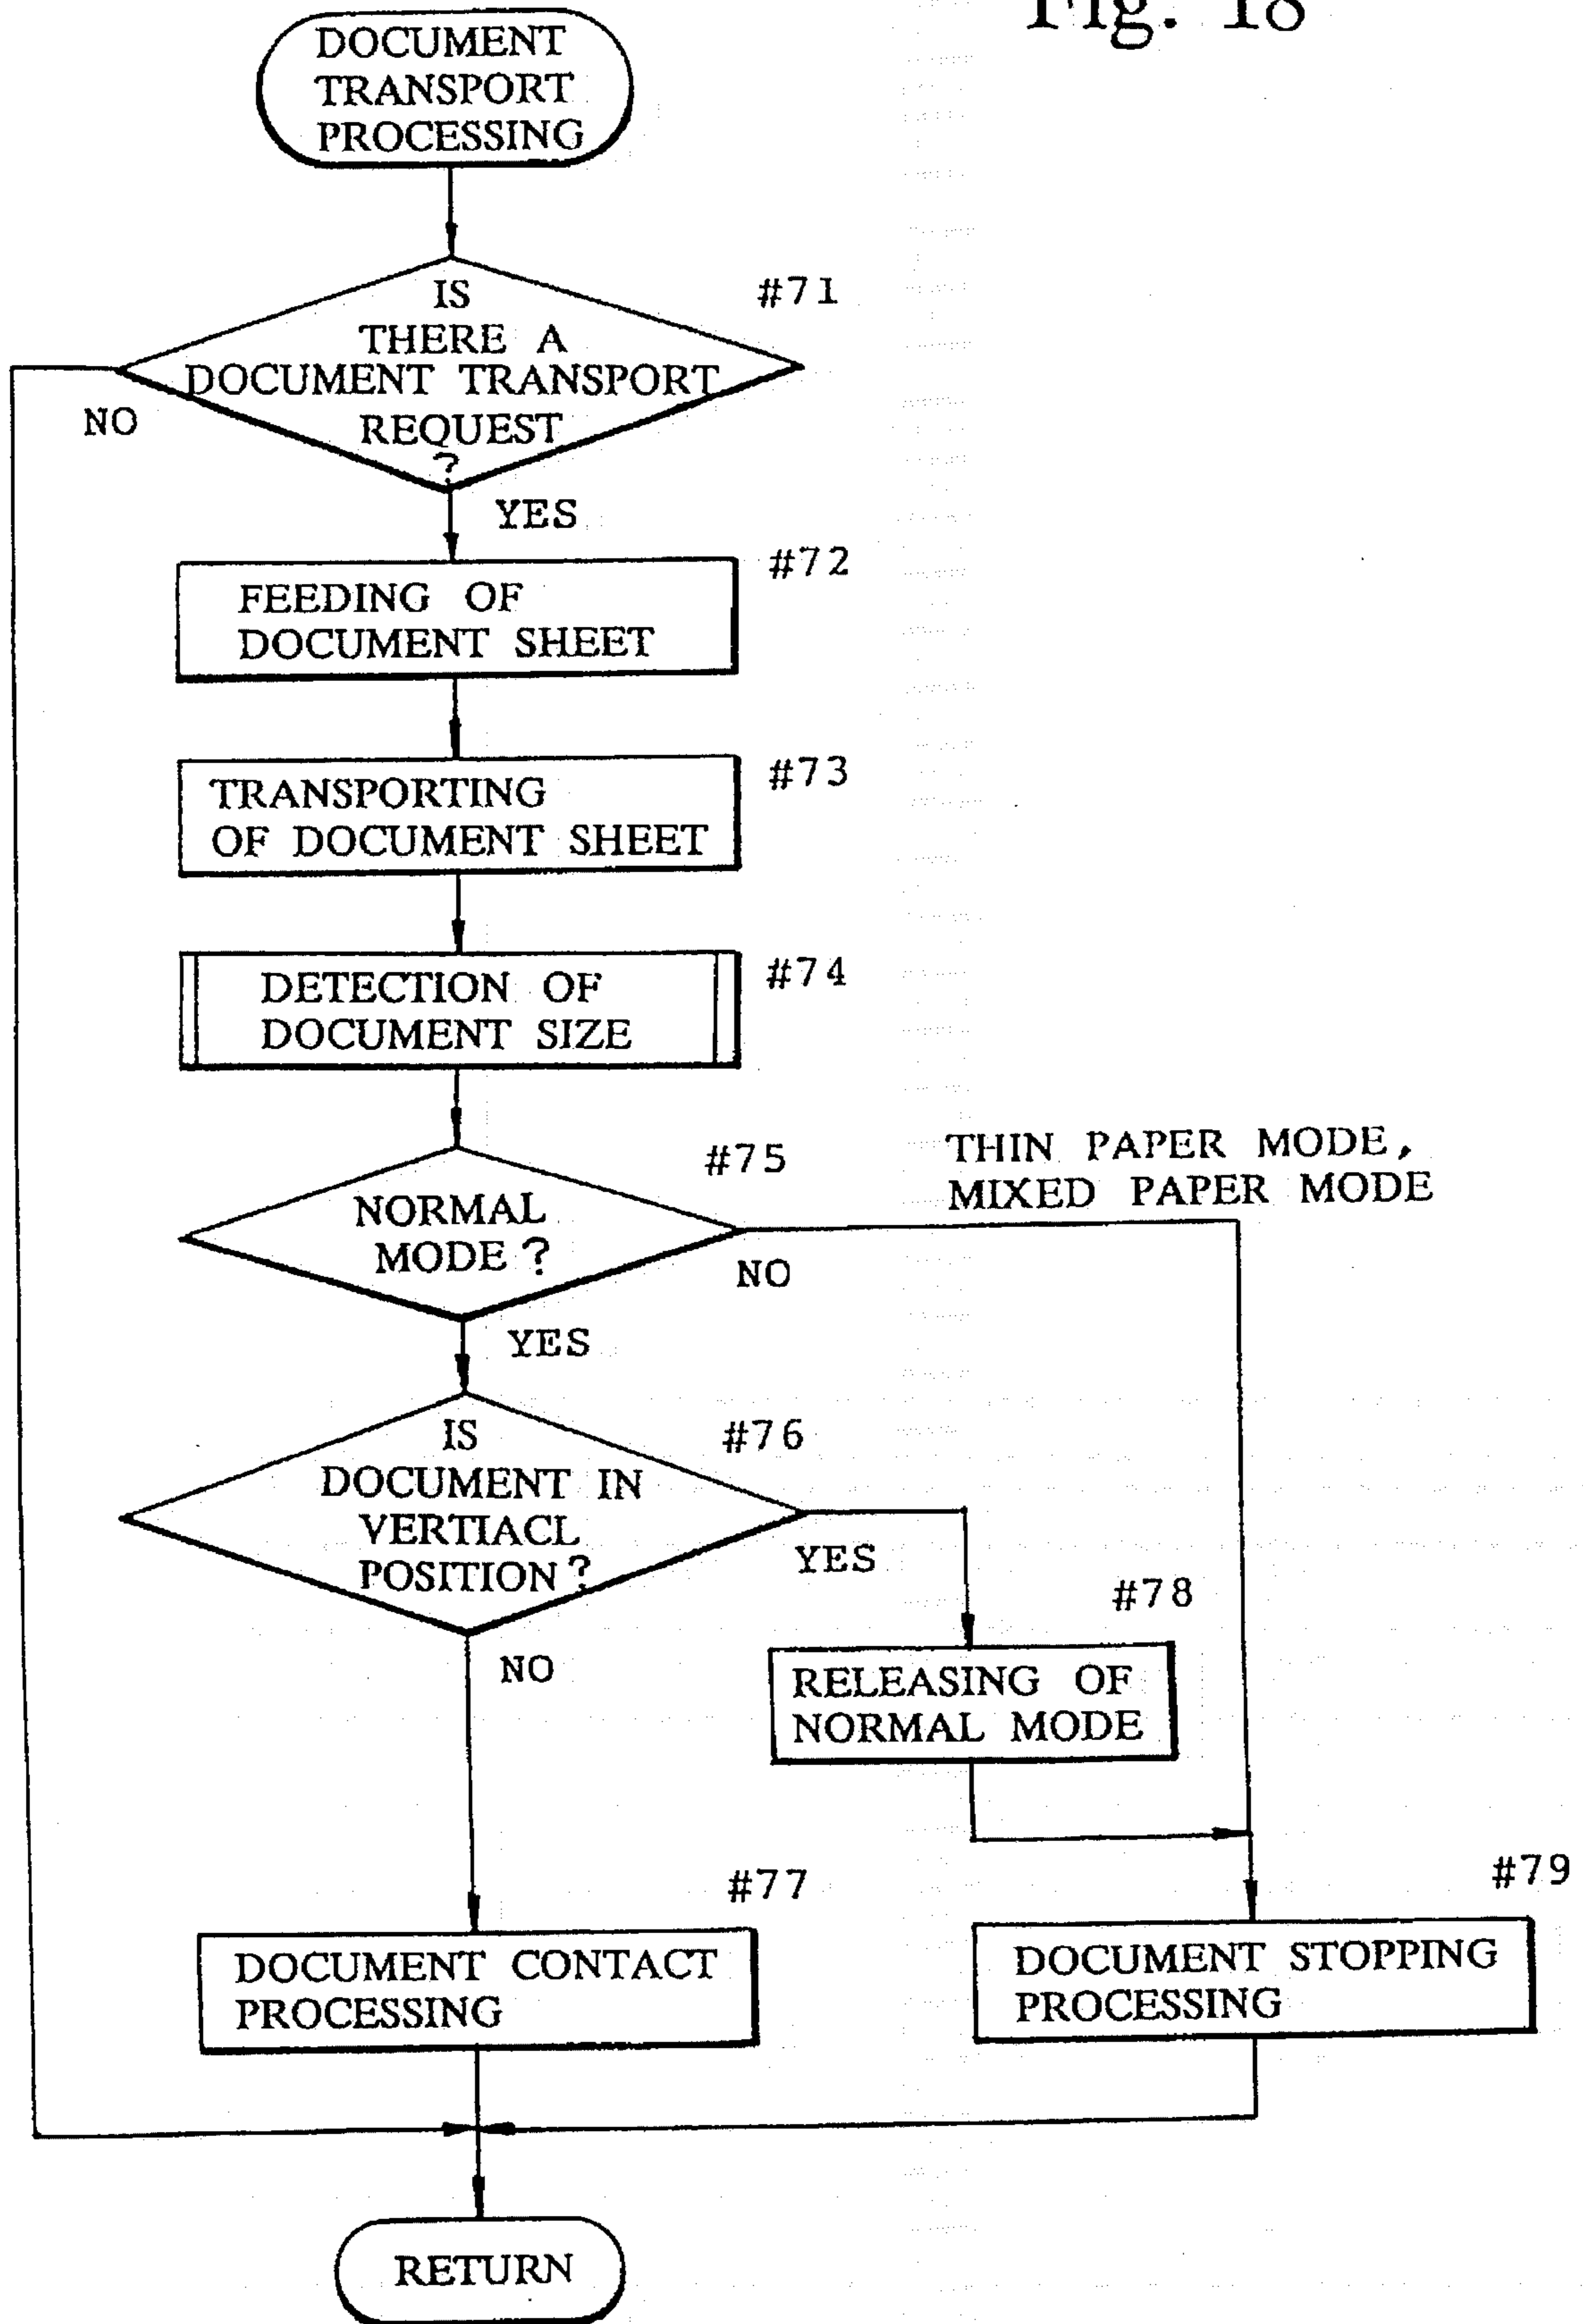 Fig. 18
DOCUMENT
TRANSPORT
PROCESSING
#71
IS
THERE A
DOCUMENT TRANSPORT
REQUEST
?
NO
YES
#72
FEEDING OF
DOCUMENT SHEET
#73
TRANSPORTING
OF DOCUMENT SHEET
#74
DETECTION OF
DOCUMENT SIZE
#75
THIN PAPER MODE,
MIXED PAPER MODE
NORMAL
MODE ?
NO
YES
#76
IS
DOCUMENT IN
VERTIACL
POSITION ?
YES
NO
#78
RELEASING OF
NORMAL MODE
#77
DOCUMENT CONTACT
PROCESSING
#79
DOCUMENT STOPPING
PROCESSING
RETURN